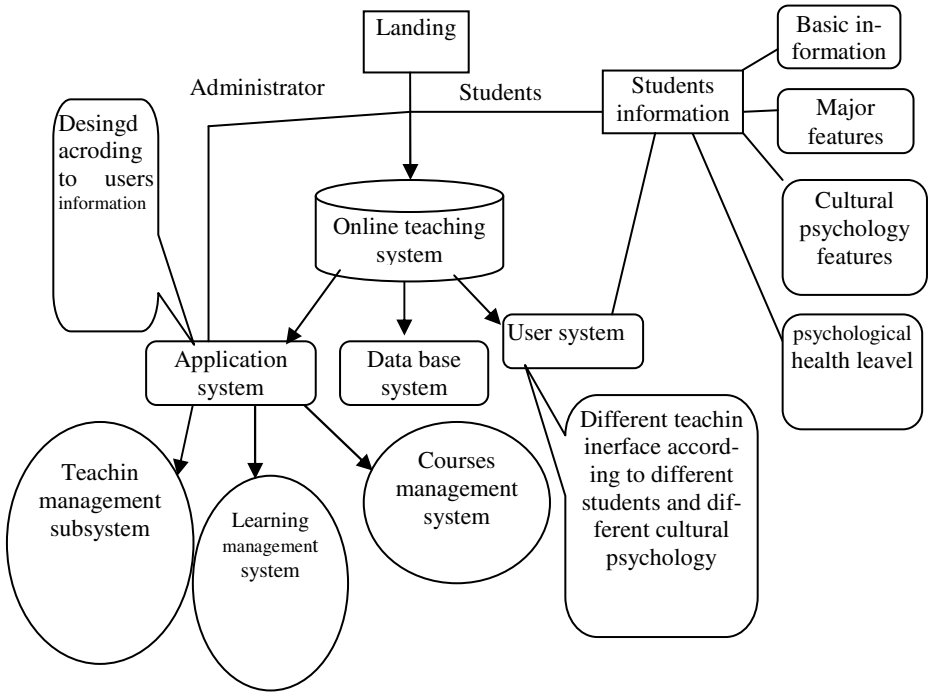 Landing
Administrator
Students
Students
information
Basic in-
formation
Major
features
Cultural
psychology
features
psychological
health leavel
Desingd
acroding
to users
information
Online teaching
system
Application
system
Data base
system
User system
Teachin
management
subsystem
Learning
management
system
Courses
management
system
Different teachin
inerface accord-
ing to different
students and dif-
ferent cultural
psychology